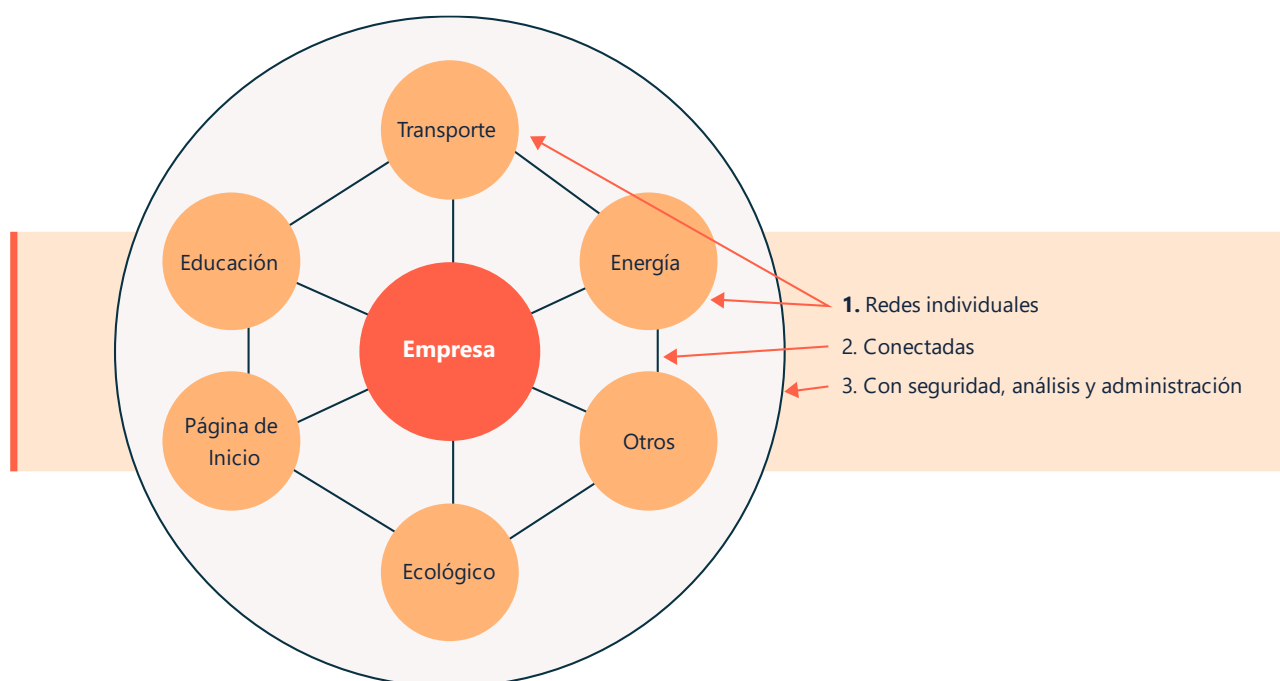 Transporte
Educación
Energía
1. Redes individuales
Empresa
2. Conectadas
3. Con seguridad, análisis y administración
Página de
Inicio
Otros
Ecológico